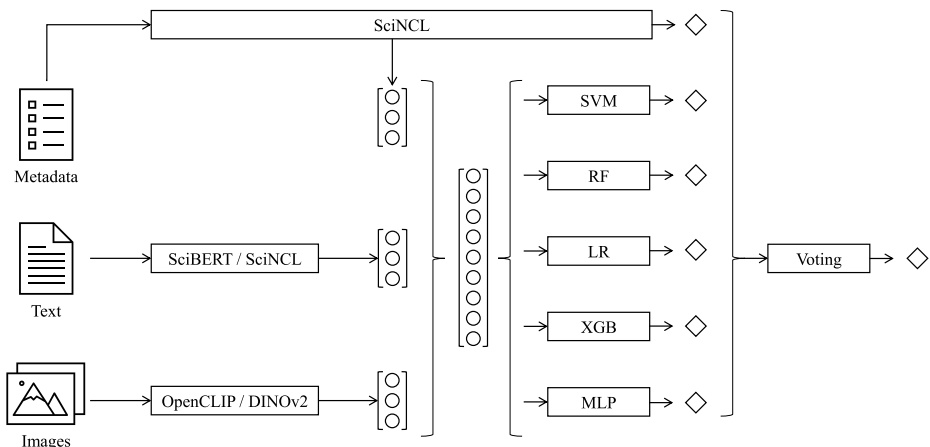 SciNCL
SVM
Metadata
RF
SciBERT / SciNCL
LR
Voting
Text
XGB
OpenCLIP / DINOv2
MLP
Images